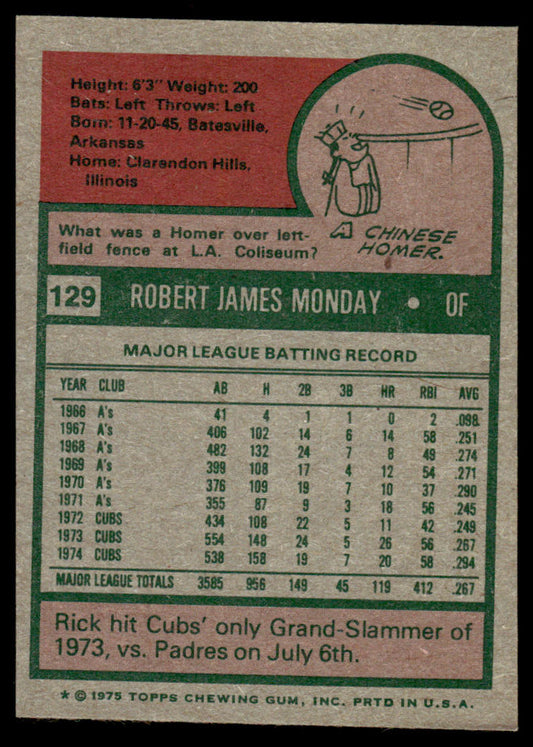 Height: 6'3" Weight: 200
Bats: Left Throws: Left
Born: 11-20-45, Batesville,
Arkansas
Home: Clarendon Hills,
Illinois
What was a Homer over left-
field fence at L.A. Coliseum?
A CHINESE
HOMER.
129 ROBERT JAMES MONDAY • OF
MAJOR LEAGUE BATTING RECORD
YEAR CLUB AB H 2B 3B HR RBI AVG
1966 A's 41 4 1 1 0 2 .098
1967 A's 406 102 14 6 14 58 .251
1968 A's 482 132 24 7 8 49 .274
1969 A's 399 108 17 4 12 54 .271
1970 A's 376 109 19 7 10 37 .290
1971 A's 355 87 9 3 18 56 .245
1972 CUBS 434 108 22 5 11 42 .249
1973 CUBS 554 148 24 5 26 56 .267
1974 CUBS 538 158 19 7 20 58 .294
MAJOR LEAGUE TOTALS 3585 956 149 45 119 412 .267
Rick hit Cubs' only Grand-Slammer of
1973, vs. Padres on July 6th.
* © 1975 TOPPS CHEWING GUM, INC. PRTD IN U.S.A.